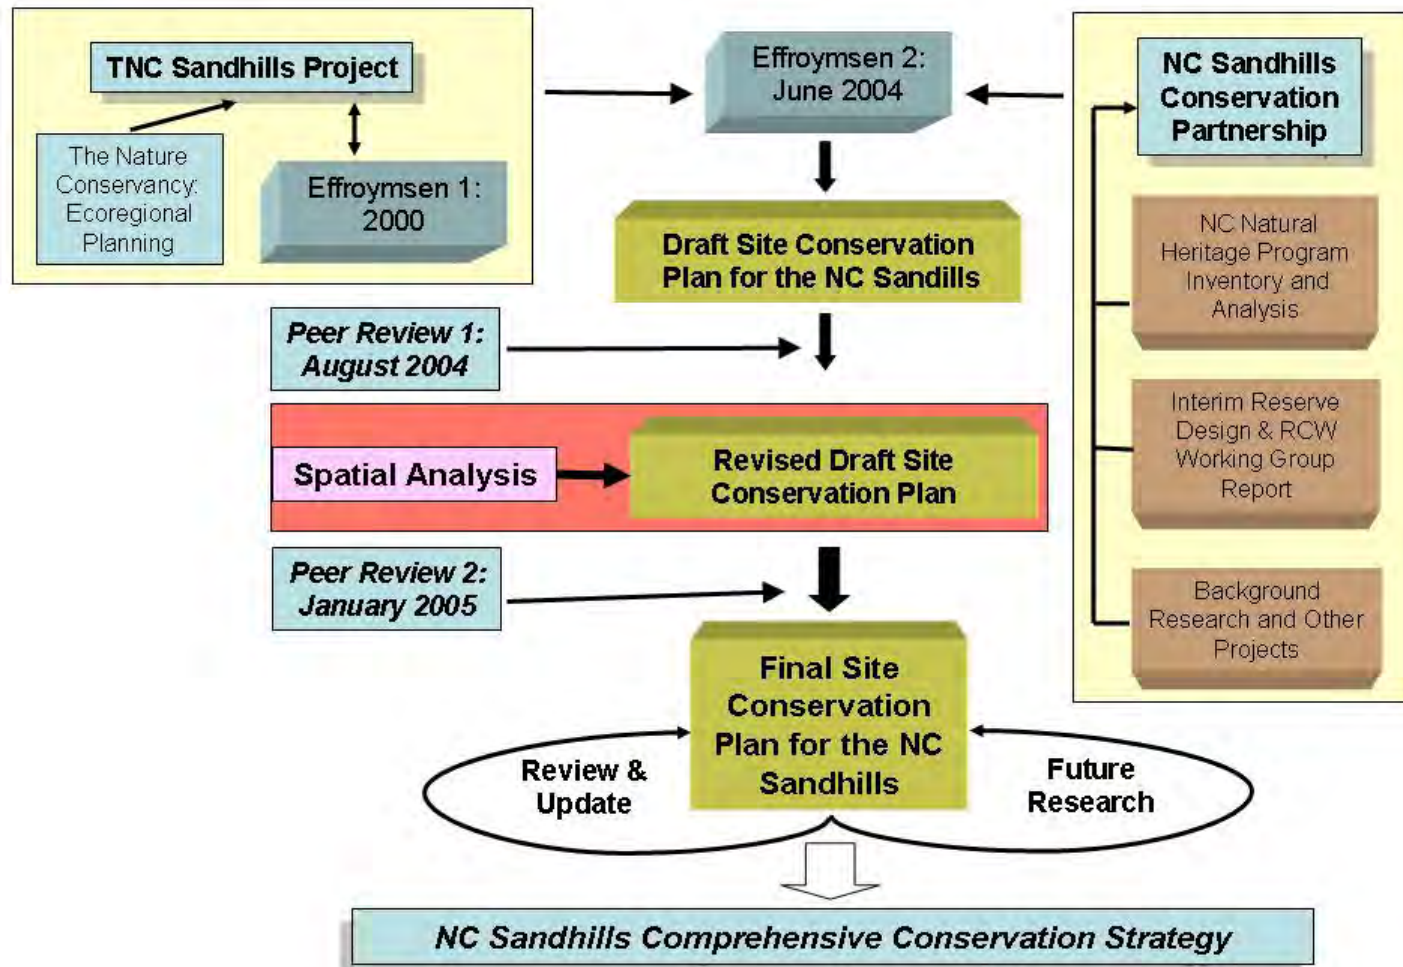 TNC Sandhills Project
The Nature
Conservancy:
Ecoregional
Planning
Effroymsen 1:
2000
Effroymsen 2:
June 2004
NC Sandhills
Conservation
Partnership
NC Natural
Heritage Program
Inventory and
Analysis
Interim Reserve
Design & RCW
Working Group
Report
Background
Research and Other
Projects
Draft Site Conservation
Plan for the NC Sandills
Peer Review 1:
August 2004
Spatial Analysis
Revised Draft Site
Conservation Plan
Peer Review 2:
January 2005
Final Site
Conservation
Plan for the NC
Sandhills
Review &
Update
Future
Research
NC Sandhills Comprehensive Conservation Strategy